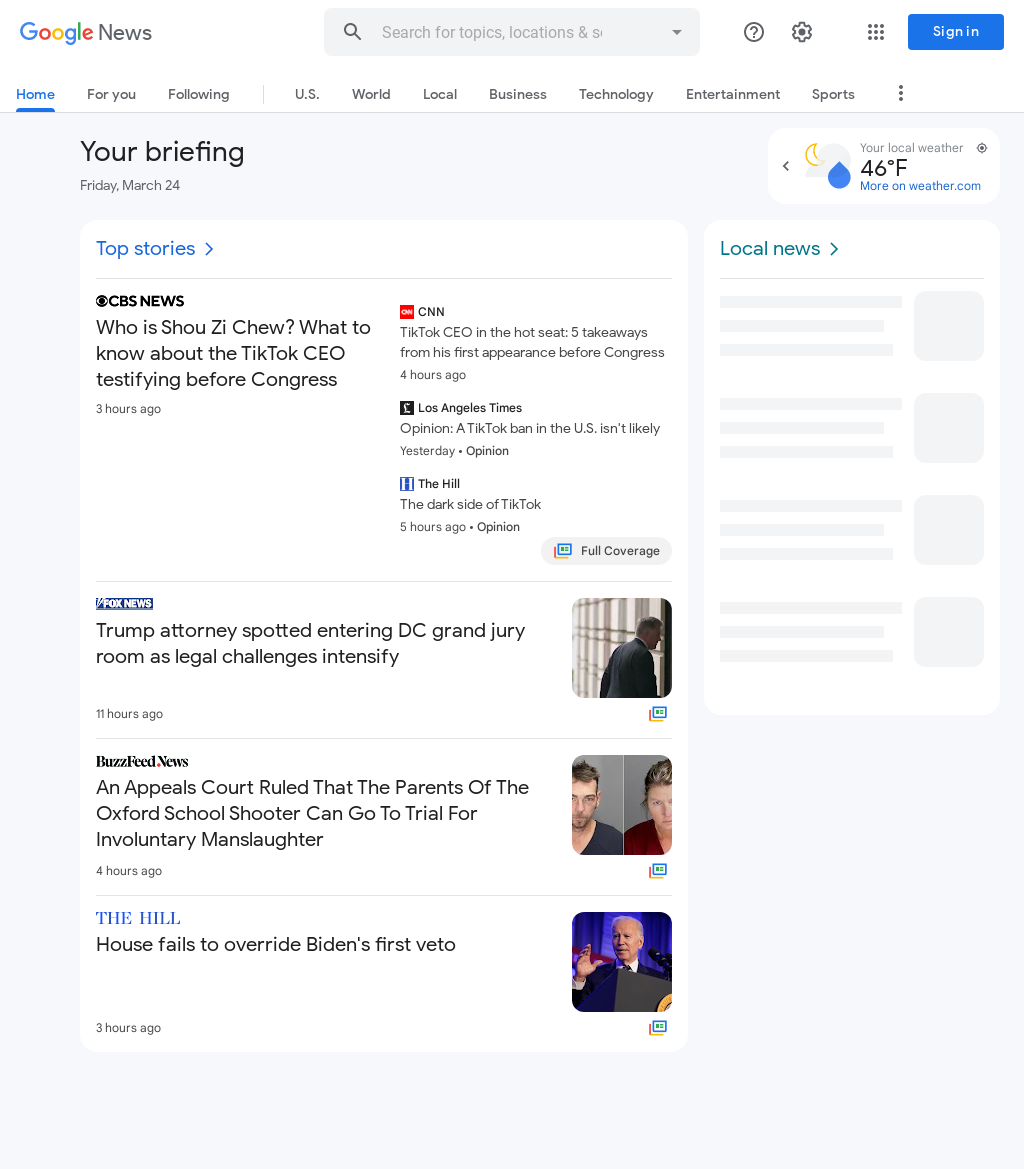 Google News
Search for topics, locations & s
Sign in
Home
For you
Following
U.S.
World
Local
Business
Technology
Entertainment
Sports
Your briefing
Friday, March 24
Your local weather
46°F
More on weather.com
Top stories
CBS NEWS
Who is Shou Zi Chew? What to
know about the TikTok CEO
testifying before Congress
3 hours ago
CNN
TikTok CEO in the hot seat: 5 takeaways
from his first appearance before Congress
4 hours ago
Los Angeles Times
Opinion: A TikTok ban in the U.S. isn't likely
Yesterday • Opinion
The Hill
The dark side of TikTok
5 hours ago • Opinion
Full Coverage
FOX NEWS
Trump attorney spotted entering DC grand jury
room as legal challenges intensify
11 hours ago
BuzzFeed News
An Appeals Court Ruled That The Parents Of The
Oxford School Shooter Can Go To Trial For
Involuntary Manslaughter
4 hours ago
THE HILL
House fails to override Biden's first veto
3 hours ago
Local news